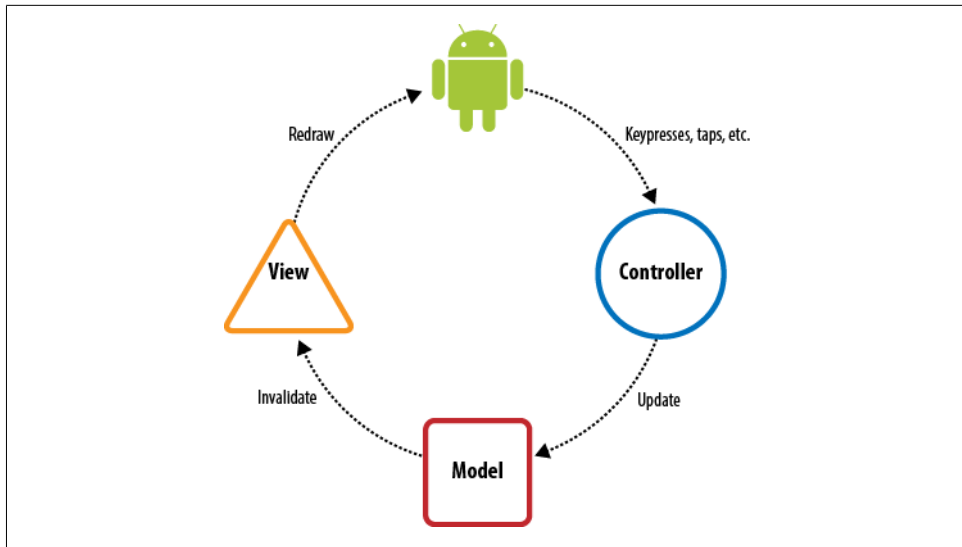 Redraw
Keypresses, taps, etc.
View
Controller
Invalidate
Update
Model